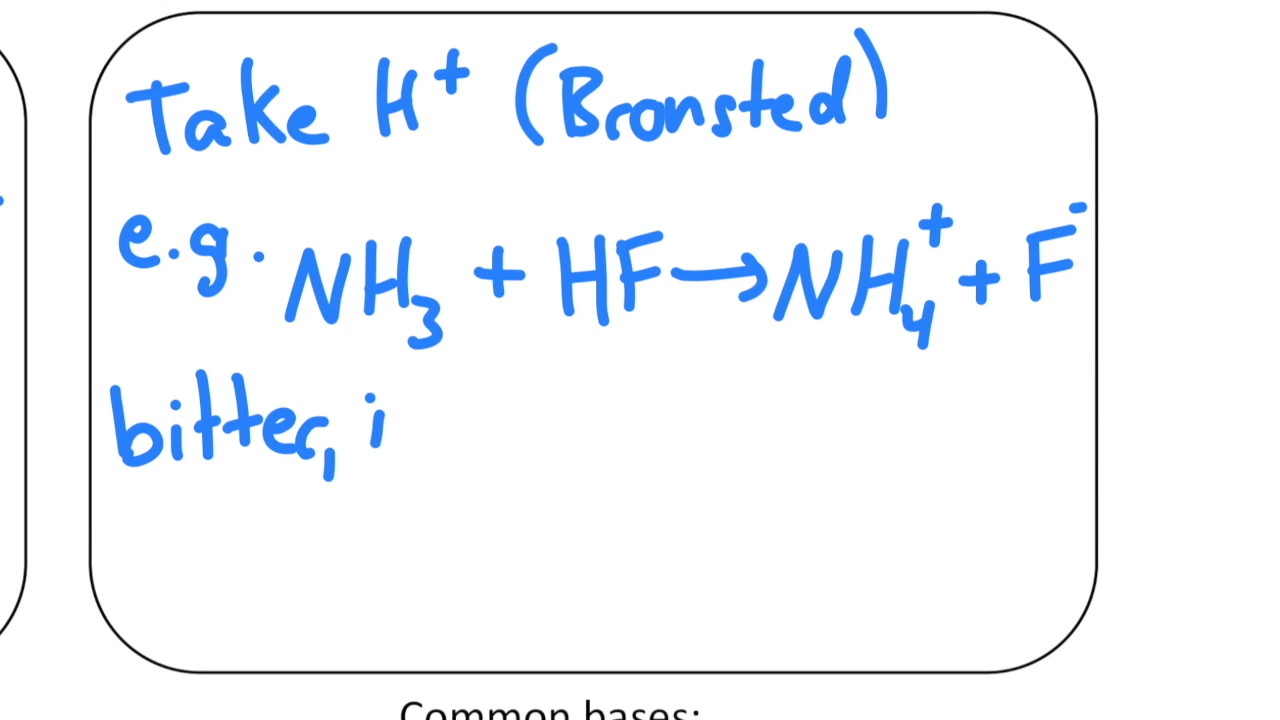 Take H⁺ (Bronsted)
e.g. NH₃ + HF → NH₄⁺ + F⁻
bitter, i
Common bases: